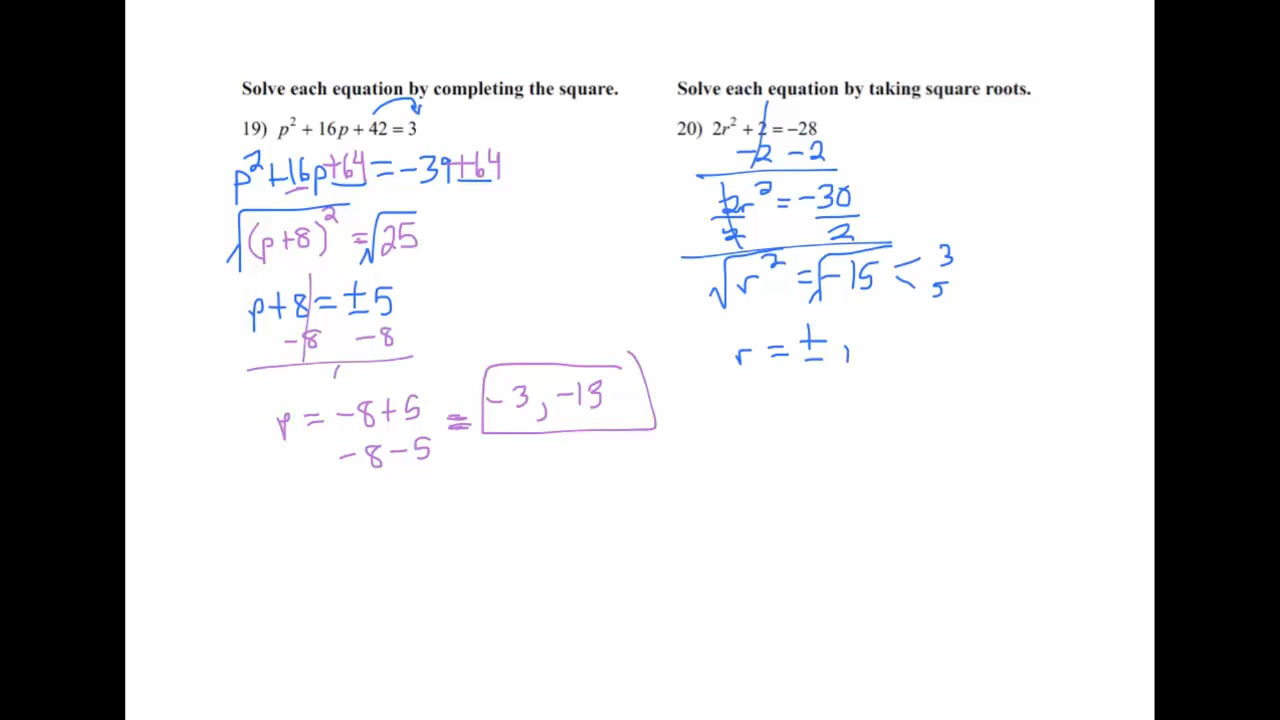 Solve each equation by completing the square.
19) p² + 16p + 42 = 3
p² + 16p + 64 = -39 + 64
√(p+8)² = √25
p + 8 = ± 5
-8 -8
p = -8 + 5
-8 - 5
= -3, -13
Solve each equation by taking square roots.
20) 2r² + 2 = -28
-2 -2
2r² = -30
2 2
√r² = √-15 < 3
5
r = ±